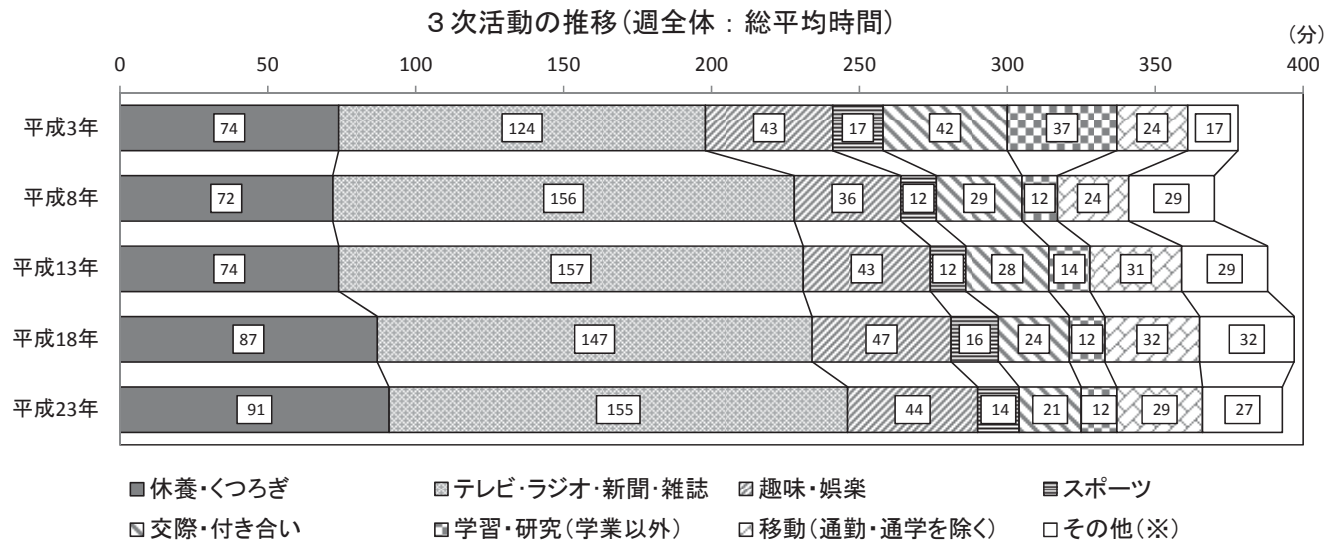 3次活動の推移(週全体：総平均時間)
(分)
0 50 100 150 200 250 300 350 400
平成3年 74 124 43 17 42 37 24 17
平成8年 72 156 36 12 29 12 24 29
平成13年 74 157 43 12 28 14 31 29
平成18年 87 147 47 16 24 12 32 32
平成23年 91 155 44 14 21 12 29 27
休養・くつろぎ テレビ・ラジオ・新聞・雑誌 趣味・娯楽 スポーツ
交際・付き合い 学習・研究(学業以外) 移動(通勤・通学を除く) その他(※)